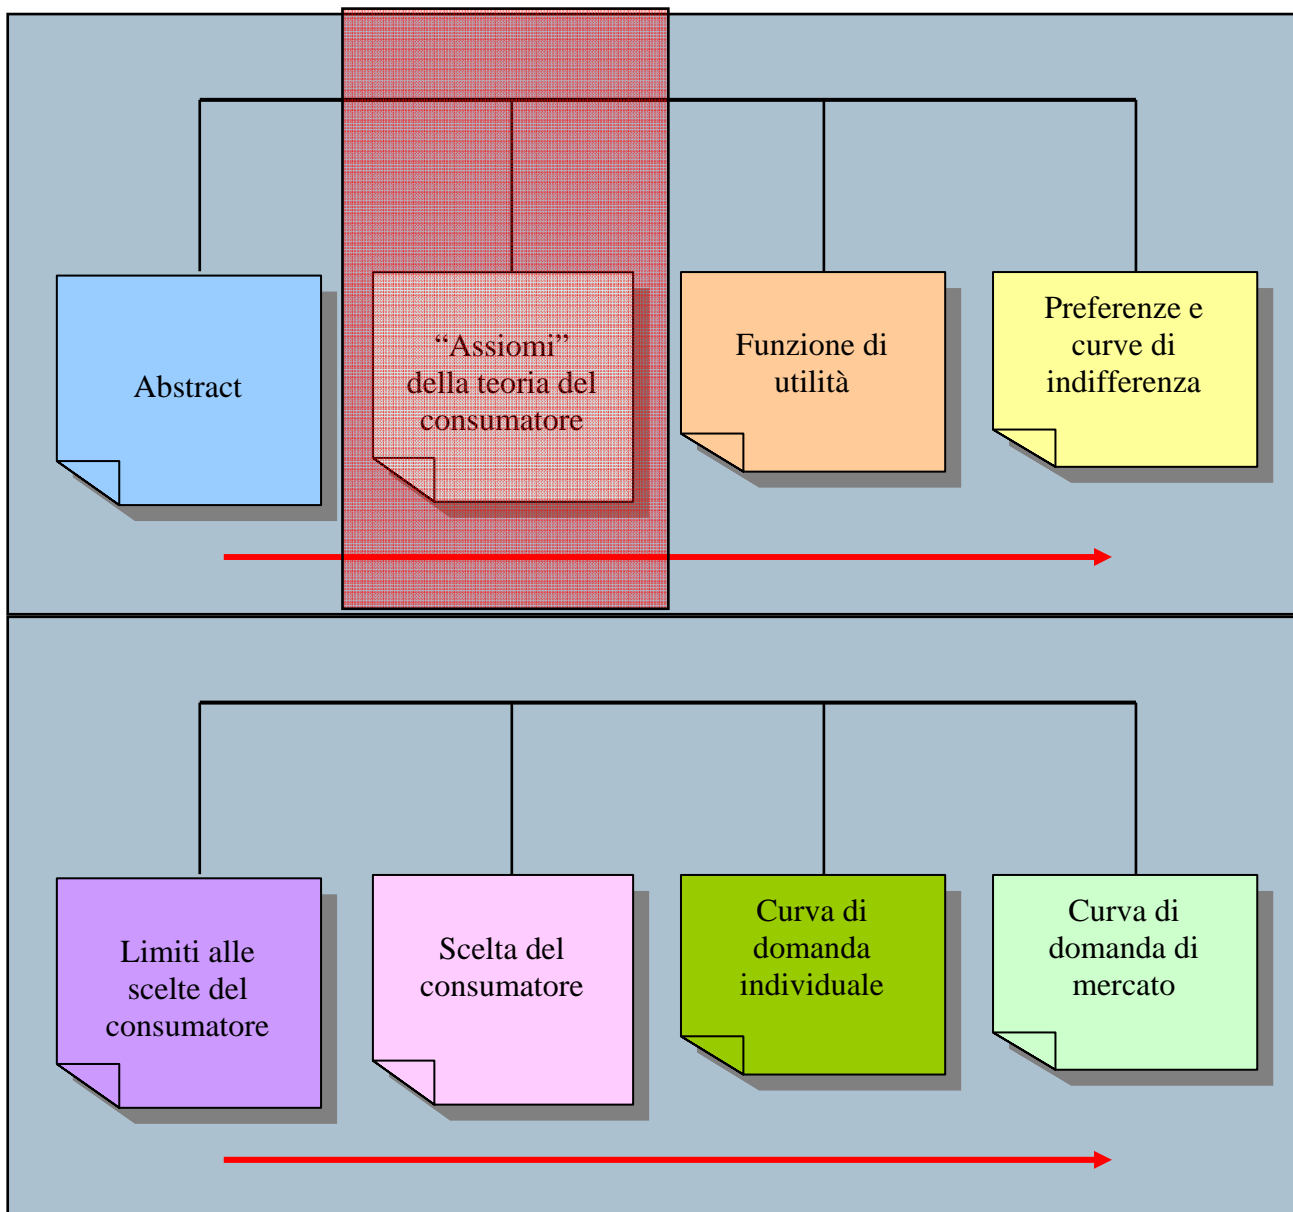 Abstract
“Assiomi”
della teoria del
consumatore
Funzione di
utilità
Preferenze e
curve di
indifferenza
Limiti alle
scelte del
consumatore
Scelta del
consumatore
Curva di
domanda
individuale
Curva di
domanda di
mercato